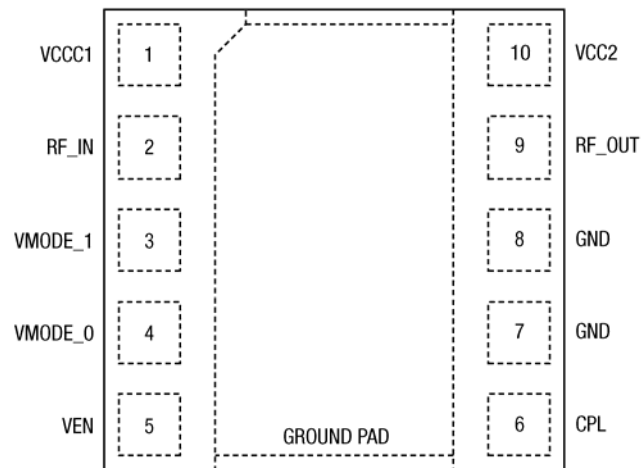 VCCC1 1 10 VCC2
RF_IN 2 9 RF_OUT
VMODE_1 3 8 GND
VMODE_0 4 7 GND
VEN 5 6 CPL
GROUND PAD